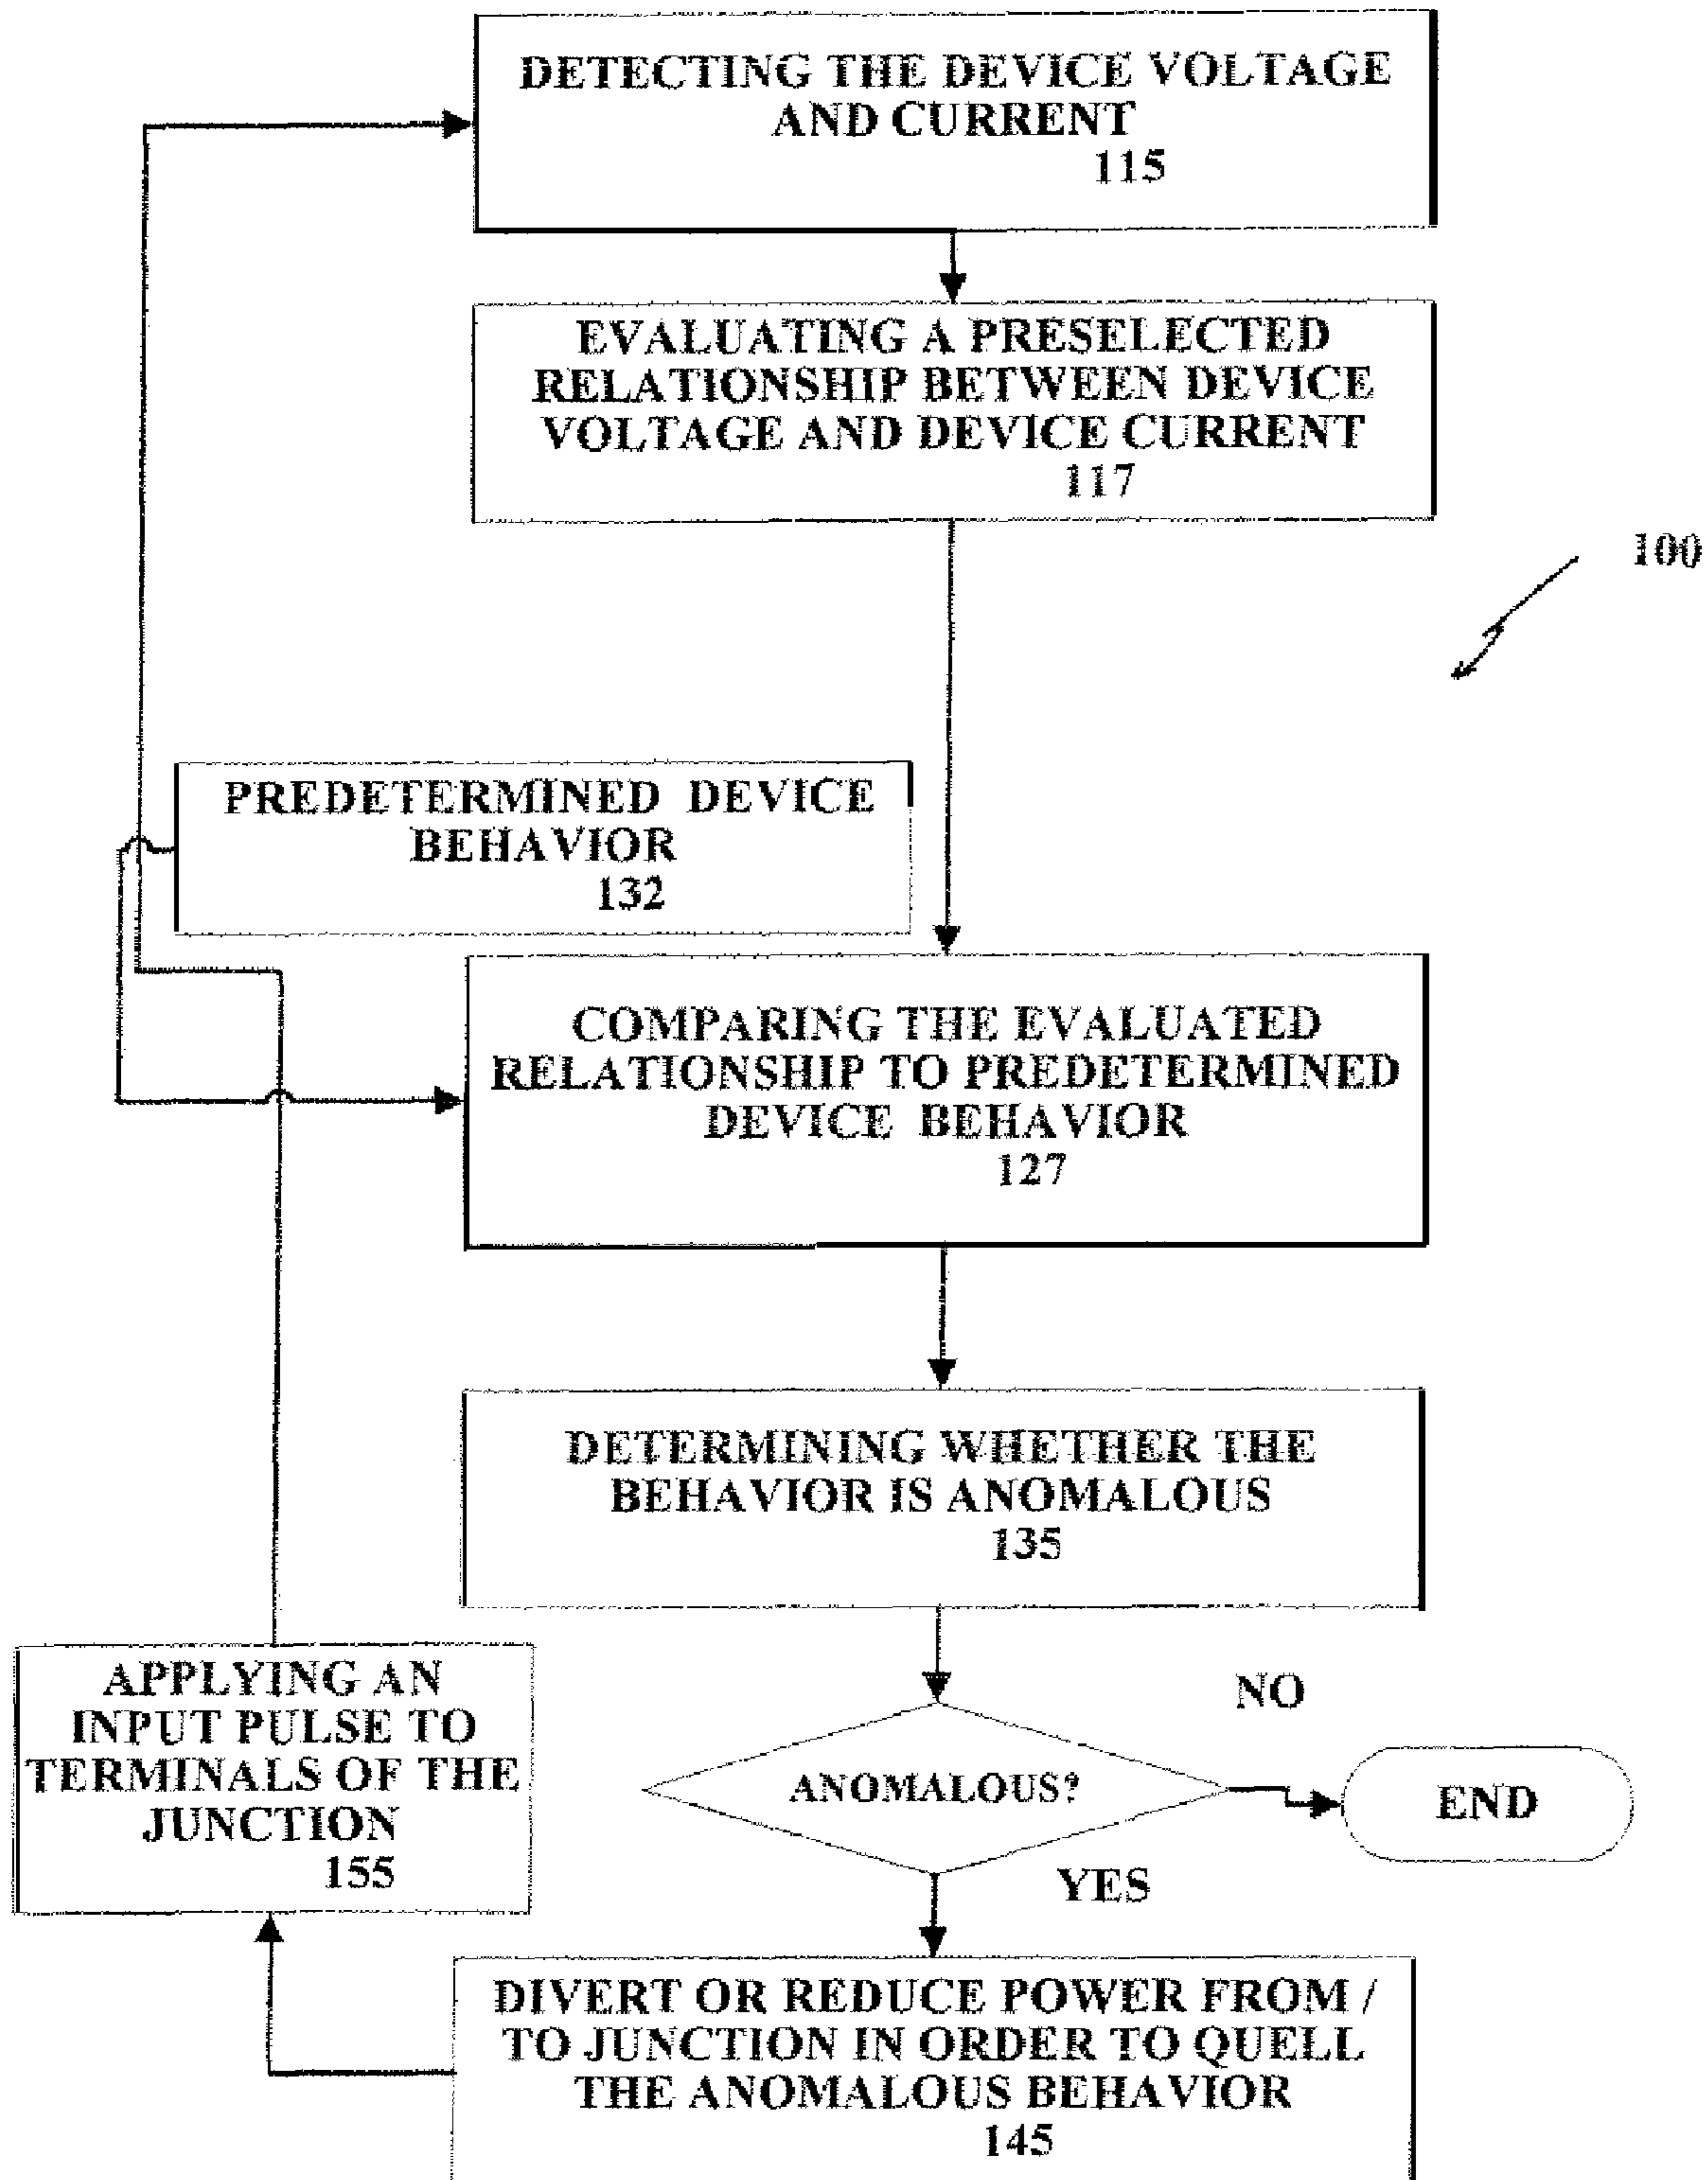 DETECTING THE DEVICE VOLTAGE
AND CURRENT
115
EVALUATING A PRESELECTED
RELATIONSHIP BETWEEN DEVICE
VOLTAGE AND DEVICE CURRENT
117
100
PREDETERMINED DEVICE
BEHAVIOR
132
COMPARING THE EVALUATED
RELATIONSHIP TO PREDETERMINED
DEVICE BEHAVIOR
127
DETERMINING WHETHER THE
BEHAVIOR IS ANOMALOUS
135
APPLYING AN
INPUT PULSE TO
TERMINALS OF THE
JUNCTION
155
NO
ANOMALOUS?
END
YES
DIVERT OR REDUCE POWER FROM /
TO JUNCTION IN ORDER TO QUELL
THE ANOMALOUS BEHAVIOR
145